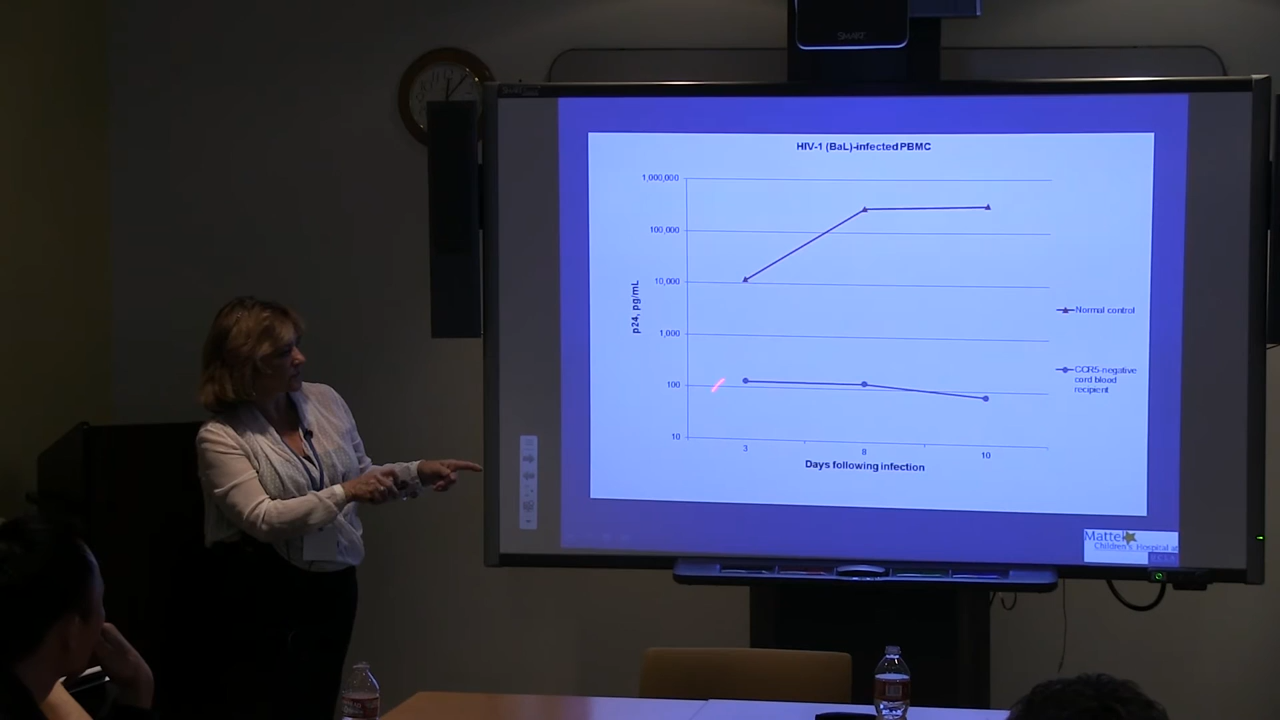 SMART
HIV-1 (BaL)-infected PBMC
1,000,000
100,000
10,000
1,000
100
10
p24, pg/mL
3
8
10
Days following infection
Normal control
CCR5-negative
cord blood
recipient
Mattel
Children's Hospital at